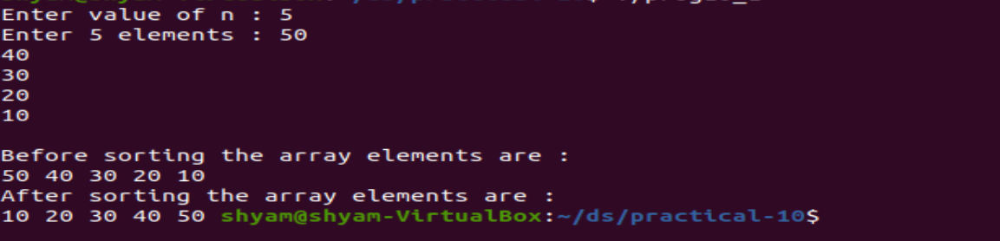 Enter value of n : 5
Enter 5 elements : 50
40
30
20
10
Before sorting the array elements are :
50 40 30 20 10
After sorting the array elements are :
10 20 30 40 50 shyam@shyam-VirtualBox:~/ds/practical-10$